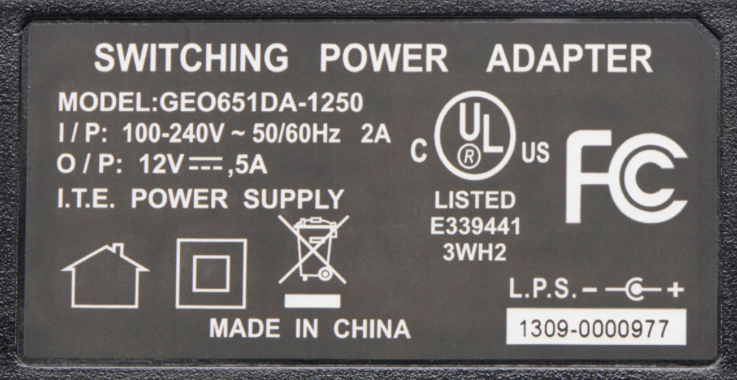 SWITCHING POWER ADAPTER
MODEL:GEO651DA-1250
I/P: 100-240V ~ 50/60Hz 2A
O/P: 12V⎓,5A
I.T.E. POWER SUPPLY
C UL ® US
LISTED
E339441
3WH2
FC
L.P.S. - +
MADE IN CHINA
1309-0000977